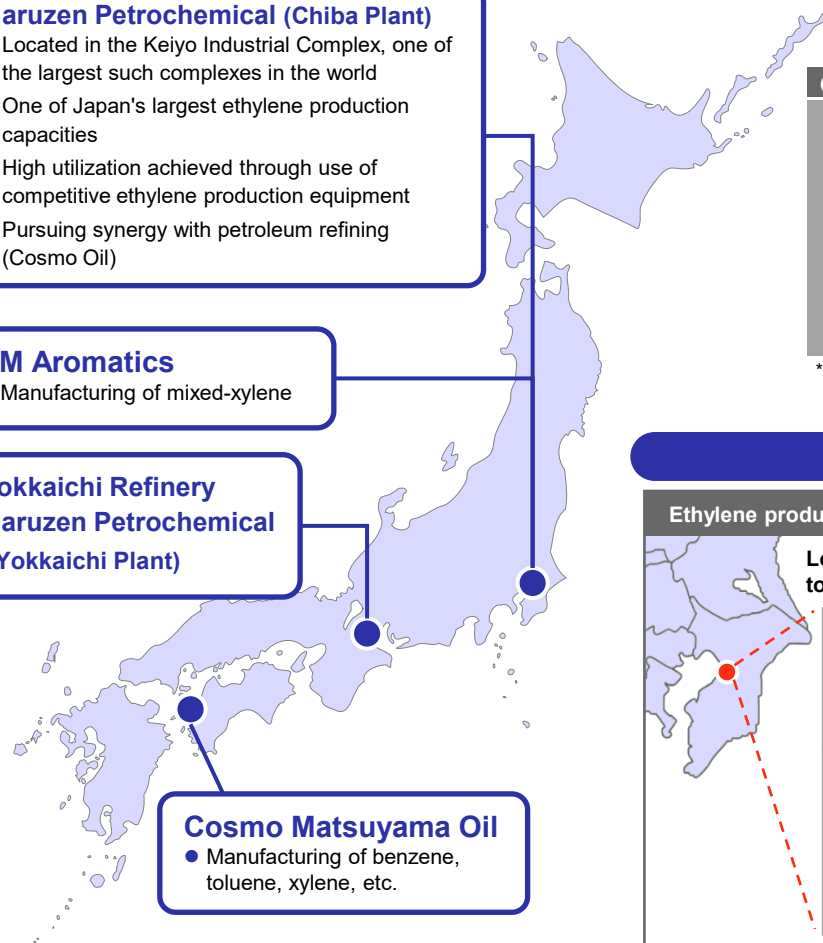 aruzen Petrochemical (Chiba Plant)
Located in the Keiyo Industrial Complex, one of
the largest such complexes in the world
One of Japan's largest ethylene production
capacities
High utilization achieved through use of
competitive ethylene production equipment
Pursuing synergy with petroleum refining
(Cosmo Oil)
M Aromatics
Manufacturing of mixed-xylene
okkaichi Refinery
aruzen Petrochemical
Yokkaichi Plant)
Cosmo Matsuyama Oil
● Manufacturing of benzene,
toluene, xylene, etc.
*
Ethylene produ
Lo
to